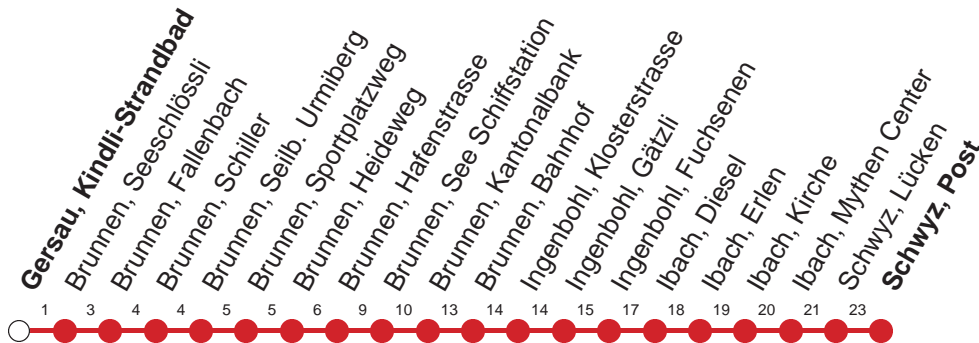 Gersau, Kindli-Strandbad
Brunnen, Seeschlössli
Brunnen, Fallenbach
Brunnen, Schiller
Brunnen, Seilb. Urmiberg
Brunnen, Sportplatzweg
Brunnen, Heideweg
Brunnen, Hafenstrasse
Brunnen, See Schiffstation
Brunnen, Kantonalbank
Brunnen, Bahnhof
Ingenbohl, Klosterstrasse
Ingenbohl, Gätzli
Ingenbohl, Fuchsenen
Ibach, Diesel
Ibach, Erlen
Ibach, Kirche
Ibach, Mythen Center
Schwyz, Lücken
Schwyz, Post
1 3 4 4 5 5 6 9 10 13 14 14 15 17 18 19 20 21 23